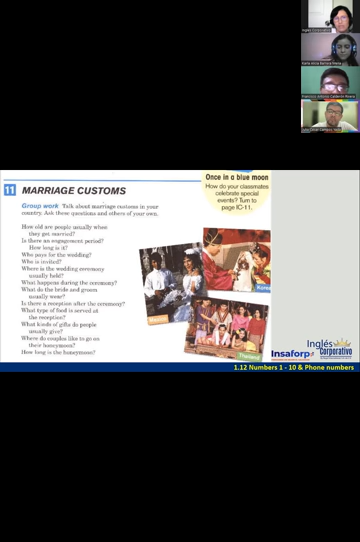 Inglés Corporativo
Once in a blue moon
How do your classmates
celebrate special
events? Turn to
page IC-11.
11 MARRIAGE CUSTOMS
Group work Talk about marriage customs in your
country. Ask these questions and others of your own.
How old are people usually when
they get married?
Is there an engagement period?
How long is it?
Who pays for the wedding?
Who is invited?
Where is the wedding ceremony
usually held?
What happens during the ceremony?
What do the bride and groom
usually wear?
Is there a reception after the ceremony?
What type of food is served at
the reception?
What kinds of gifts do people
usually give?
Where do couples like to go on
their honeymoon?
How long is the honeymoon?
Korea
Thailand
Insaforp
Inglés
Corporativo
1.12 Numbers 1 - 10 & Phone numbers